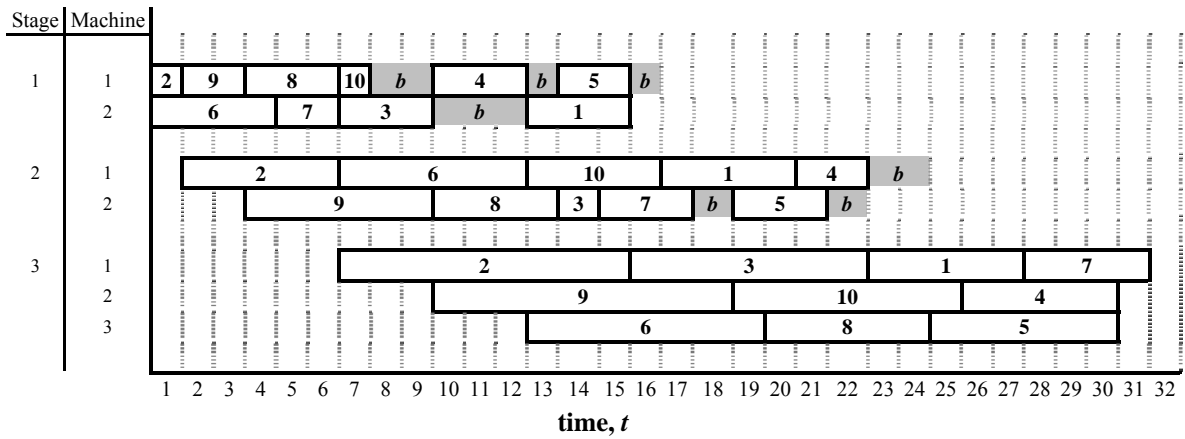 Stage Machine
1 1 2 9 8 10 b 4 b 5 b
2 6 7 3 b 1
2 1 2 6 10 1 4 b
2 9 8 3 7 b 5 b
3 1 2 3 1 7
2 9 10 4
3 6 8 5
1 2 3 4 5 6 7 8 9 10 11 12 13 14 15 16 17 18 19 20 21 22 23 24 25 26 27 28 29 30 31 32
time, t